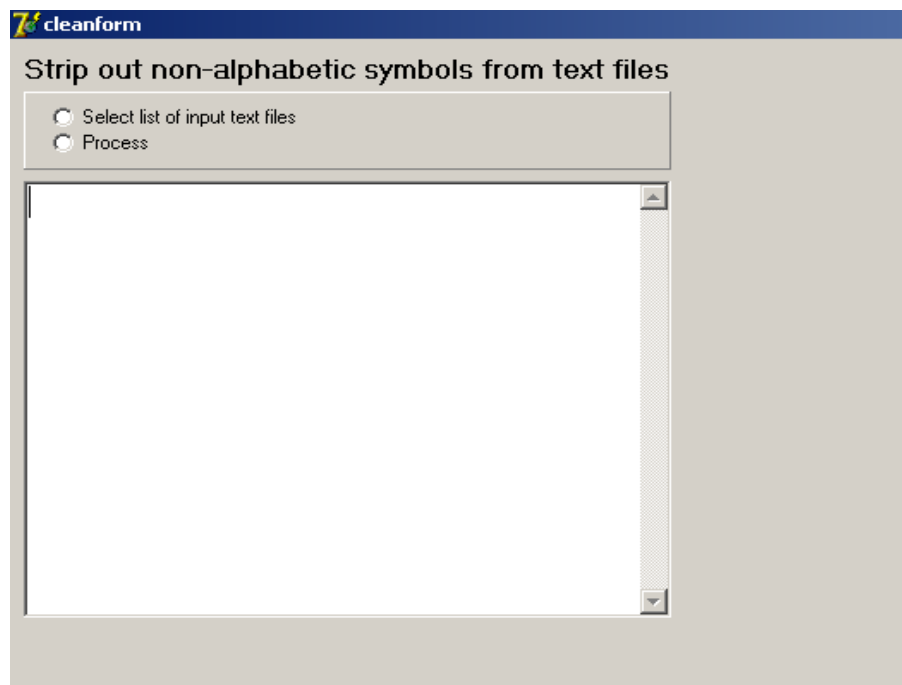 cleanform
Strip out non-alphabetic symbols from text files
Select list of input text files
Process